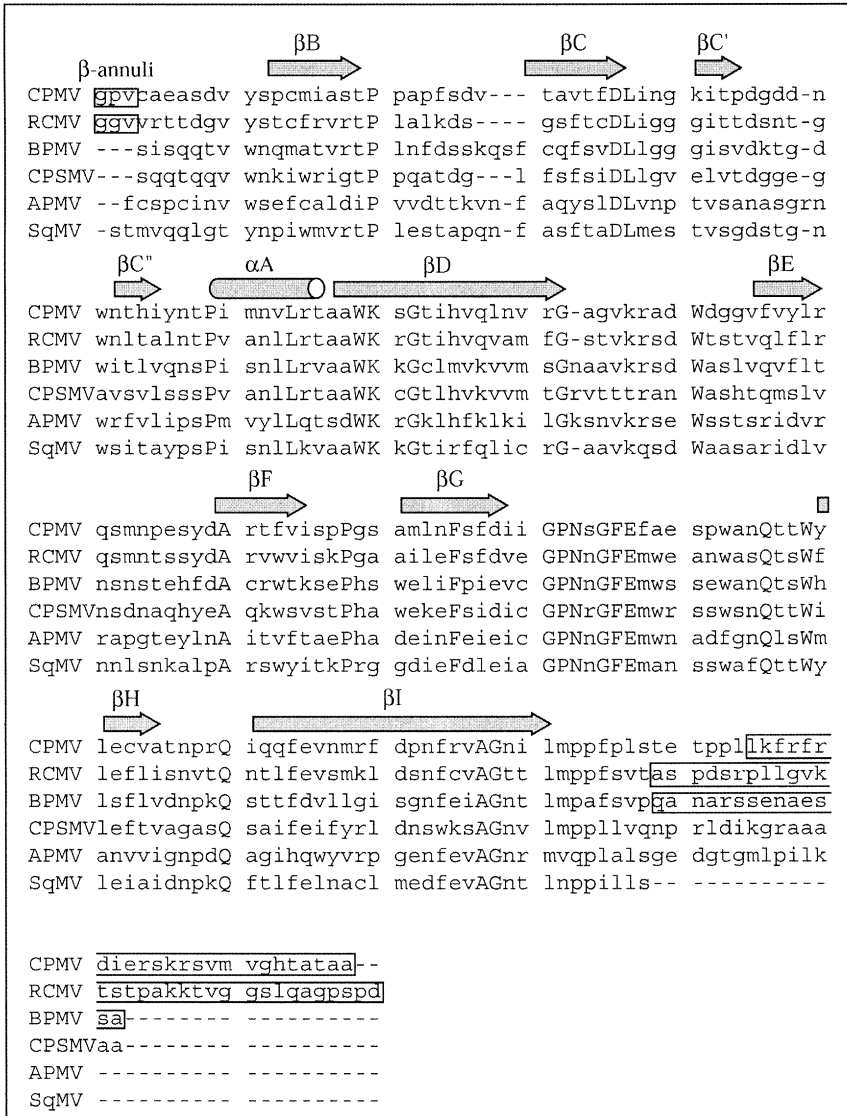 βB βC βC'
β-annuli
CPMV gpvcaeasdv yspcmiastP papfsdv--- tavtfDLing kitpdgdd-n
RCMV ggvvrttdgv ystcfrvrtP lalkds---- gsftcDLigg gittdsnt-g
BPMV ---sisqqtv wnqmatvrtP lnfdsskqsf cqfsvDLigg gisvdktg-d
CPSMV---sqqtqqv wnkiwrigtP pqatdg---l fsfsiDLlgv elvtdgge-g
APMV --fcspcinv wsefcaldiP vvdttkvn-f aqyslDLvnp tvsanasgrn
SqMV -stmvqqlgt ynpiwmvrtP lestapqn-f asftaDLmes tvsgdstg-n
βC" αA βD βE
CPMV wnthiyntPi mnvLrtaaWK sGtihvqlnv rG-agvkrad Wdggvfvylr
RCMV wnltalntPv anlLrtaaWK kGtihvqvam fG-stvkrsd Wtstvqlflr
BPMV witlvqnsPi snlLrvaaWK kGclmvkvvm sGnaavkrsd Waslvqvflt
CPSMVavsvlsssPv anlLrtaaWK cGtlhvkvvm tGrvtttran Washtqmslv
APMV wrfvlipsPm vylLqtsdWK rGklhfklki lGksnvkrse Wsstsridvr
SqMV wsitaypsPi snlLkvaaWK kGtirfqlic rG-aavkqsd Waasaridlv
βF βG
CPMV qsmnpesydA rtfvispPgs amlnFsfdii GPNsGFEfae spwanQttWy
RCMV qsmntssydA rvwviskPga aileFsfdve GPNnGFEmwe anwasQsWf
BPMV nsnstehfdA crwtksePhs weliFpievc GPNnGFEmws sewanQtsWh
CPSMVnsdnaqhyeA qkwsvstPha wekeFsidic GPNrGFEmwr sswsnQtsWi
APMV rapgteylnA itvftaePha deinFeieic GPNnGFEmwn adfgnQlsWm
SqMV nnlsnkalpA rswyitkPrg gdieFdleia GPNnGFEman sswafQttWy
βH βI
CPMV lecvatnprQ iqqfevnmrf dpnfrvAGni lmppfplste tppllkfrfr
RCMV leflisnvtQ ntlfevsmkl dsnfcvAGtt lmppfsvtas pdsrpllgvk
BPMV lsflvdnpkQ sttfdvllgi sgnfeiAGnt lmpafsvpqa narssenaes
CPSMVleftvagasQ saifeifyrl dnswksAGnv lmppllvqnp rldikgraaa
APMV anvvignpdQ agihqwyvrp genfevAGnr mvqplalsge dgtgmlpilk
SqMV leiaidnpkQ ftlfelnacl medfevAGnt lnppills-- ----------
CPMV dierskrsvm vghtataa--
RCMV tstpakktvg gslqagpspd
BPMV sa-------- ----------
CPSMVaa-------- ----------
APMV ---------- ----------
SqMV ---------- ----------